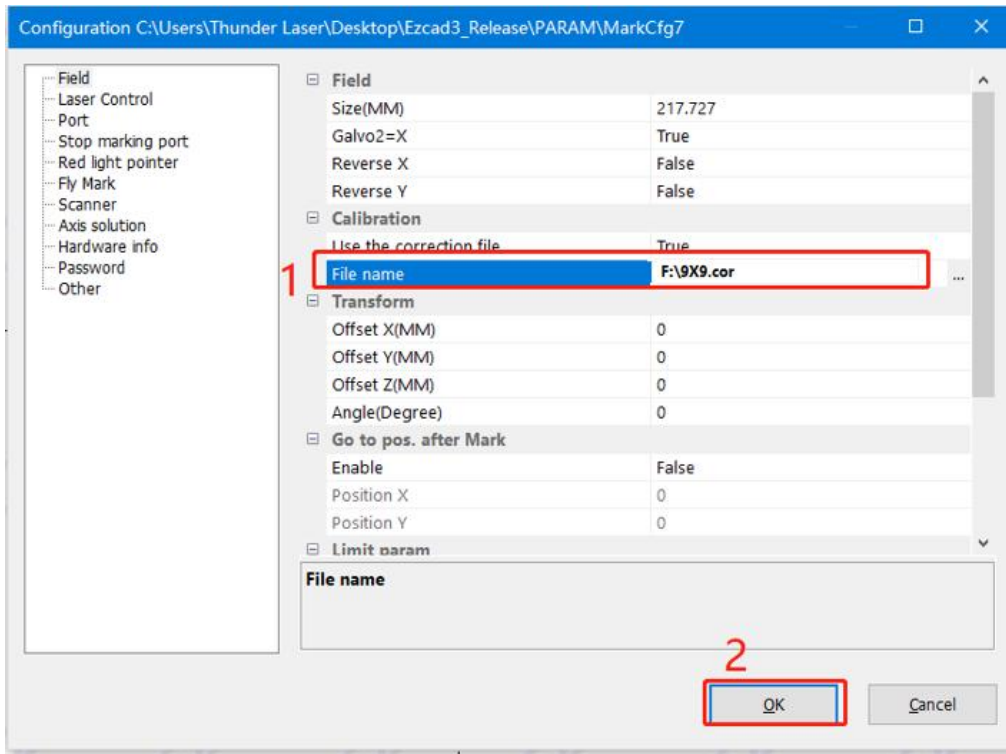 Configuration C:\Users\Thunder Laser\Desktop\Ezcad3_Release\PARAM\MarkCfg7
Field
Laser Control
Port
Stop marking port
Red light pointer
Fly Mark
Scanner
Axis solution
Hardware info
Password
Other
Field
Size(MM) 217.727
Galvo2=X True
Reverse X False
Reverse Y False
Calibration
Use the correction file True
1 File name F:\9X9.cor ...
Transform
Offset X(MM) 0
Offset Y(MM) 0
Offset Z(MM) 0
Angle(Degree) 0
Go to pos. after Mark
Enable False
Position X 0
Position Y 0
Limit param
File name
2
OK Cancel